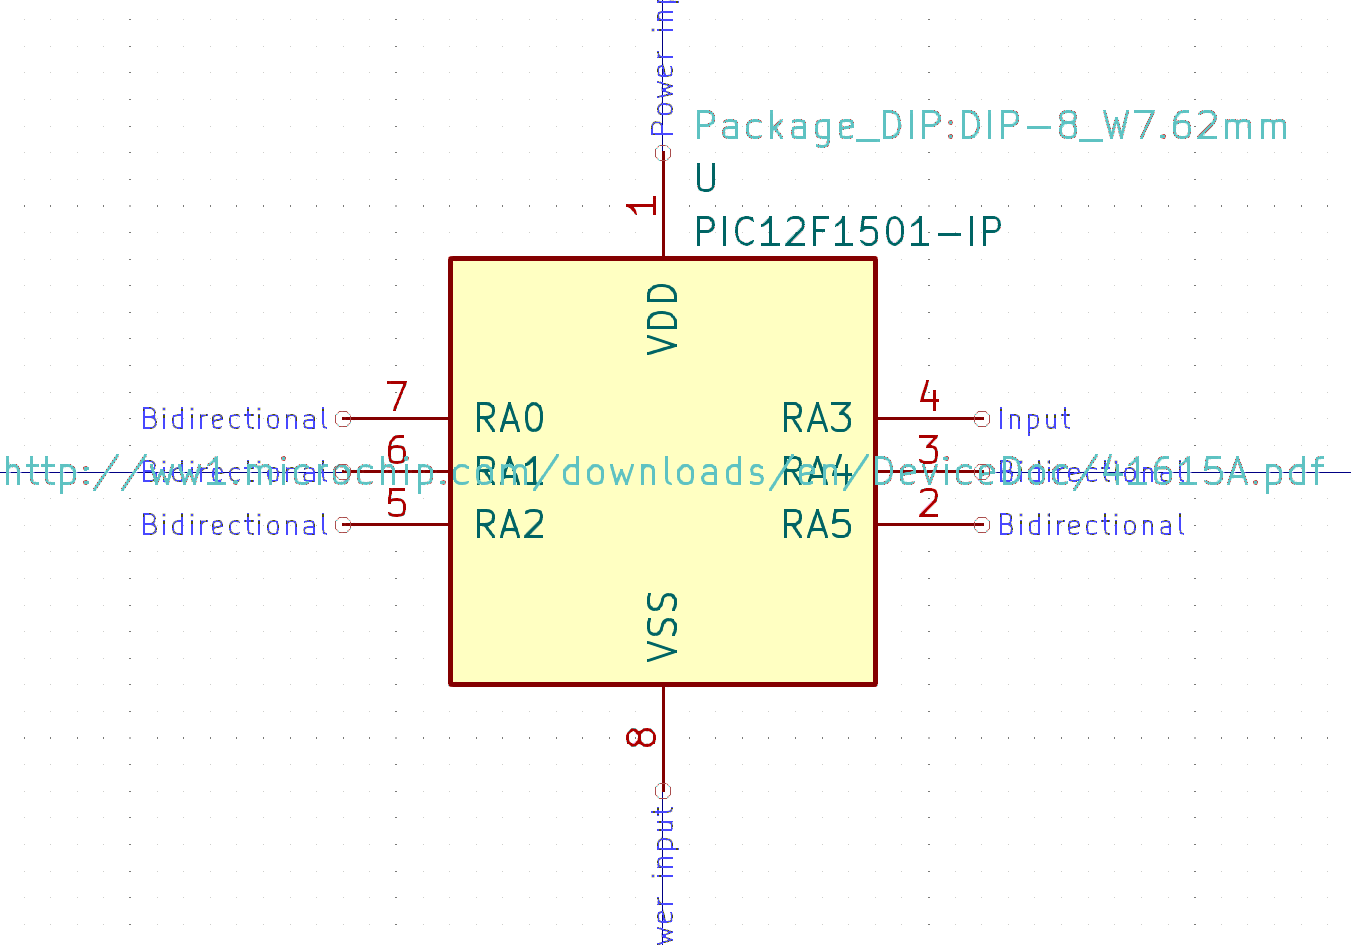 Power inp
Package_DIP:DIP-8_W7.62mm
U
1
PIC12F1501-IP
VDD
7
4
Bidirectional
RA0
RA3
Input
6
3
Bidirectional
RA1
RA4
Bidirectional
http://ww1.microchip.com/downloads/en/DeviceDoc/41615A.pdf
5
2
Bidirectional
RA2
RA5
Bidirectional
VSS
8
wer input